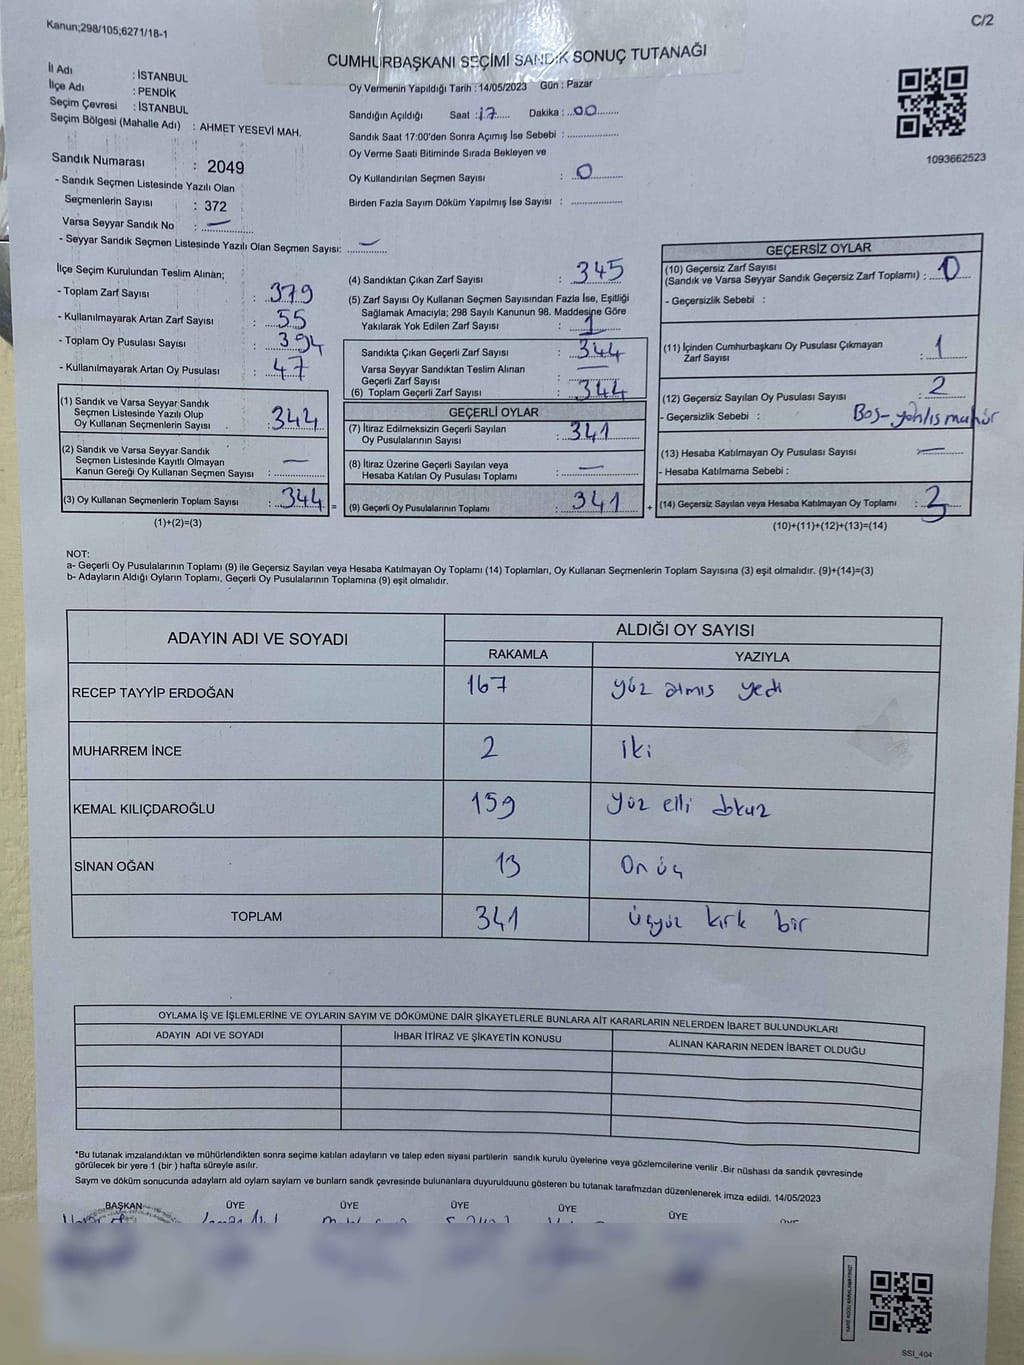 Kanun;298/105;6271/18-1
C/2
CUMHURBAŞKANI SEÇİMİ SANDIK SONUÇ TUTANAĞI
İl Adı : İSTANBUL
İlçe Adı : PENDİK
Seçim Çevresi : İSTANBUL
Seçim Bölgesi (Mahalle Adı) : AHMET YESEVİ MAH.
Oy Vermenin Yapıldığı Tarih : 14/05/2023 Gün : Pazar
Sandığın Açıldığı Saat : 17 Dakika : 00
Sandık Saat 17:00'den Sonra Açımış İse Sebebi :
Oy Verme Saati Bitiminde Sırada Bekleyen ve
Oy Kullandırılan Seçmen Sayısı : 0
Birden Fazla Sayım Döküm Yapılmış İse Sayısı :
1093662523
Sandık Numarası : 2049
- Sandık Seçmen Listesinde Yazılı Olan
Seçmenlerin Sayısı : 372
Varsa Seyyar Sandık No : —
- Seyyar Sandık Seçmen Listesinde Yazılı Olan Seçmen Sayısı: —
İlçe Seçim Kurulundan Teslim Alınan;
- Toplam Zarf Sayısı : 379
- Kullanılmayarak Artan Zarf Sayısı : 55
- Toplam Oy Pusulası Sayısı : 394
- Kullanılmayarak Artan Oy Pusulası : 47
(1) Sandık ve Varsa Seyyar Sandık
Seçmen Listesinde Yazılı Olup
Oy Kullanan Seçmenlerin Sayısı : 344
(2) Sandık ve Varsa Seyyar Sandık
Seçmen Listesinde Kayıtlı Olmayan
Kanun Gereği Oy Kullanan Seçmen Sayısı : —
(3) Oy Kullanan Seçmenlerin Toplam Sayısı : 344
(1)+(2)=(3)
=
(4) Sandıktan Çıkan Zarf Sayısı : 345
(5) Zarf Sayısı Oy Kullanan Seçmen Sayısından Fazla İse, Eşitliği
Sağlamak Amacıyla; 298 Sayılı Kanunun 98. Maddesine Göre
Yakılarak Yok Edilen Zarf Sayısı : 1
Sandıkta Çıkan Geçerli Zarf Sayısı : 344
Varsa Seyyar Sandıktan Teslim Alınan
Geçerli Zarf Sayısı : —
(6) Toplam Geçerli Zarf Sayısı : 344
GEÇERLİ OYLAR
(7) İtiraz Edilmeksizin Geçerli Sayılan
Oy Pusulalarının Sayısı : 341
(8) İtiraz Üzerine Geçerli Sayılan veya
Hesaba Katılan Oy Pusulası Toplamı : —
(9) Geçerli Oy Pusulalarının Toplamı : 341
+
GEÇERSİZ OYLAR
(10) Geçersiz Zarf Sayısı
(Sandık ve Varsa Seyyar Sandık Geçersiz Zarf Toplamı) : 0
- Geçersizlik Sebebi :
(11) İçinden Cumhurbaşkanı Oy Pusulası Çıkmayan
Zarf Sayısı : 1
(12) Geçersiz Sayılan Oy Pusulası Sayısı : 2
- Geçersizlik Sebebi : Boş-yanlış mühür
(13) Hesaba Katılmayan Oy Pusulası Sayısı : —
- Hesaba Katılmama Sebebi :
(14) Geçersiz Sayılan veya Hesaba Katılmayan Oy Toplamı : 3
(10)+(11)+(12)+(13)=(14)
NOT:
a- Geçerli Oy Pusulalarının Toplamı (9) ile Geçersiz Sayılan veya Hesaba Katılmayan Oy Toplamı (14) Toplamları, Oy Kullanan Seçmenlerin Toplam Sayısına (3) eşit olmalıdır. (9)+(14)=(3)
b- Adayların Aldığı Oyların Toplamı, Geçerli Oy Pusulalarının Toplamına (9) eşit olmalıdır.
ADAYIN ADI VE SOYADI
ALDIĞI OY SAYISI
RAKAMLA YAZIYLA
RECEP TAYYİP ERDOĞAN 167 yüz atmış yedi
MUHARREM İNCE 2 iki
KEMAL KILIÇDAROĞLU 159 yüz elli dokuz
SİNAN OĞAN 13 On üç
TOPLAM 341 üçyüz kırk bir
OYLAMA İŞ VE İŞLEMLERİNE VE OYLARIN SAYIM VE DÖKÜMÜNE DAİR ŞİKAYETLERLE BUNLARA AİT KARARLARIN NELERDEN İBARET BULUNDUKLARI
ADAYIN ADI VE SOYADI İHBAR İTİRAZ VE ŞİKAYETİN KONUSU ALINAN KARARIN NEDEN İBARET OLDUĞU
*Bu tutanak imzalandıktan ve mühürlendikten sonra seçime katılan adayların ve talep eden siyasi partilerin sandık kurulu üyelerine veya gözlemcilerine verilir .Bir nüshası da sandık çevresinde
görülecek bir yere 1 (bir ) hafta süreyle asılır.
Sayım ve döküm sonucunda adayların ald oyların saylam ve bunlarn sandk çevresinde bulunanlara duyurulduunu gösteren bu tutanak tarafmzdan düzenlenerek imza edildi. 14/05/2023
BAŞKAN ÜYE ÜYE ÜYE ÜYE ÜYE
SSI_404